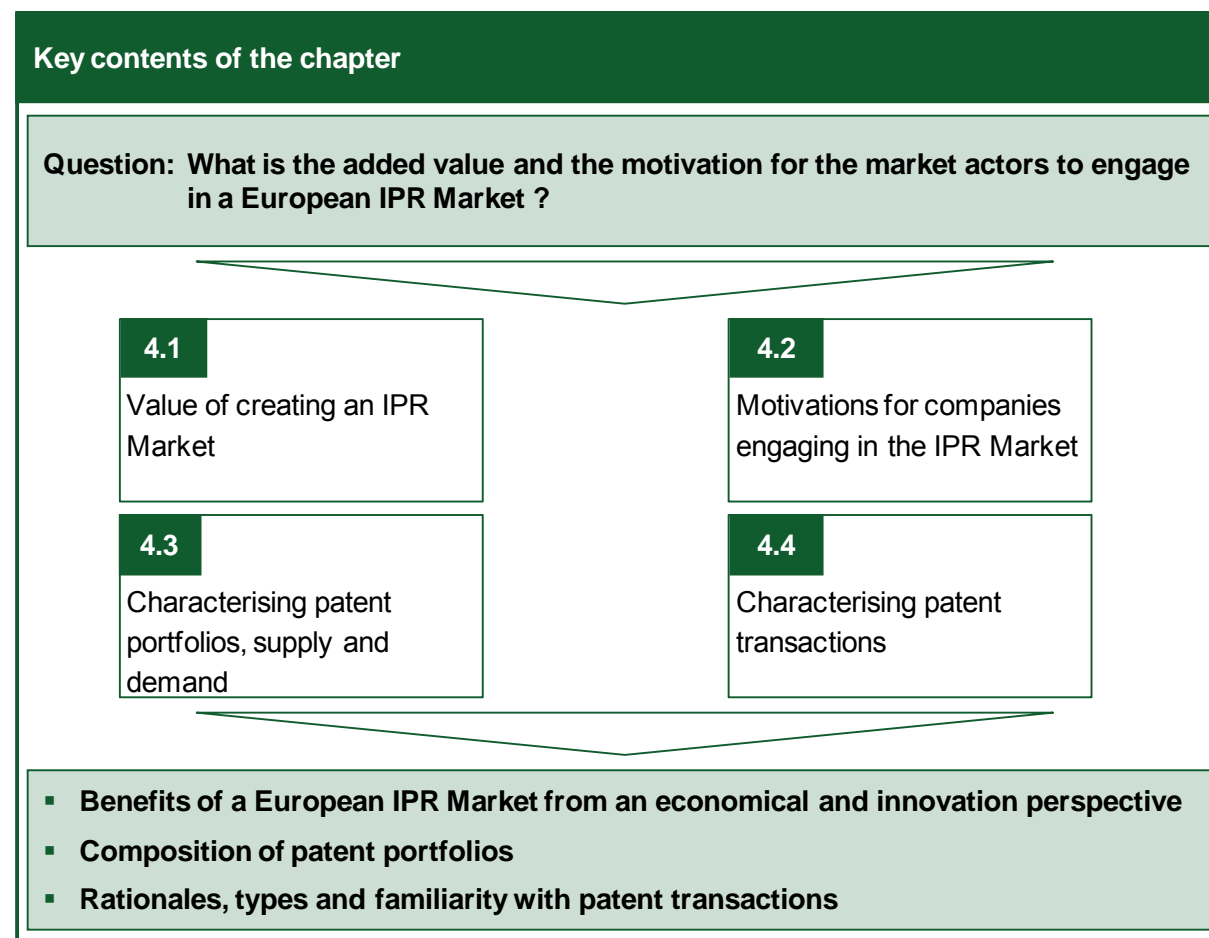 Key contents of the chapter
Question: What is the added value and the motivation for the market actors to engage
in a European IPR Market ?
4.1
Value of creating an IPR
Market
4.2
Motivations for companies
engaging in the IPR Market
4.3
Characterising patent
portfolios, supply and
demand
4.4
Characterising patent
transactions
▪ Benefits of a European IPR Market from an economical and innovation perspective
▪ Composition of patent portfolios
▪ Rationales, types and familiarity with patent transactions